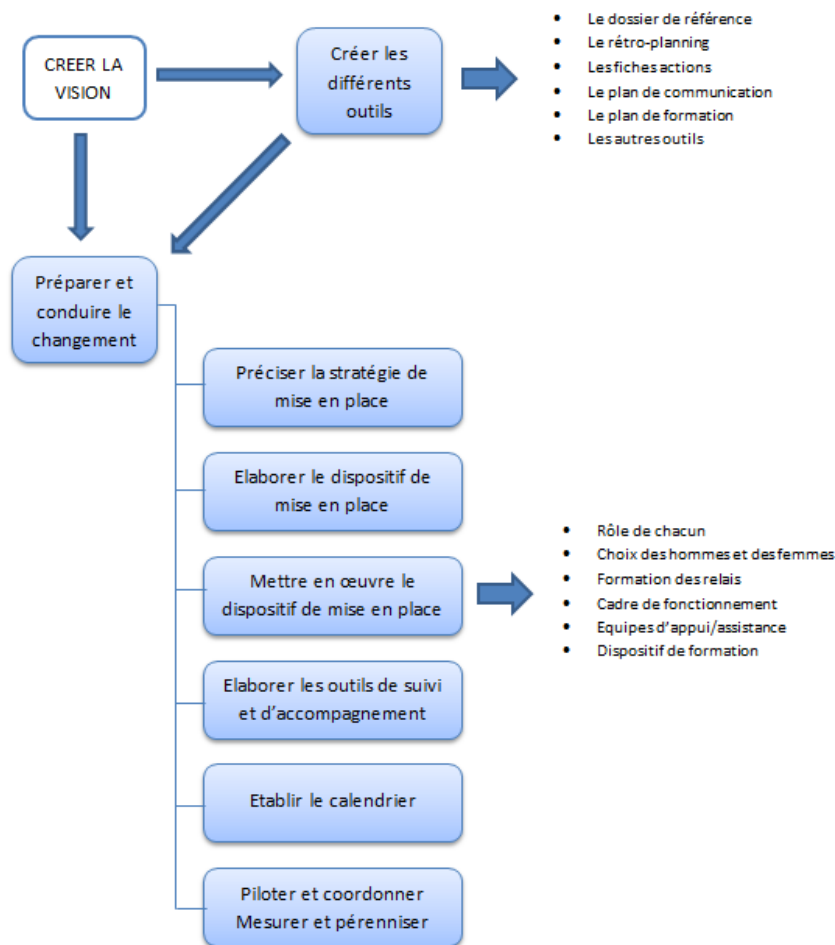 CREER LA
VISION
Créer les
différents
outils
• Le dossier de référence
• Le rétro-planning
• Les fiches actions
• Le plan de communication
• Le plan de formation
• Les autres outils
Préparer et
conduire le
changement
Préciser la stratégie de
mise en place
Elaborer le dispositif de
mise en place
Mettre en œuvre le
dispositif de mise en place
• Rôle de chacun
• Choix des hommes et des femmes
• Formation des relais
• Cadre de fonctionnement
• Equipes d'appui/assistance
• Dispositif de formation
Elaborer les outils de suivi
et d'accompagnement
Etablir le calendrier
Piloter et coordonner
Mesurer et pérenniser